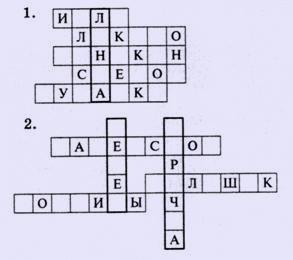 1.
И Л
Л К О
Н К Н
С Е О
У А К
2.
А Е С О
Р
Е Л Ш К
О И Ы Ч
А